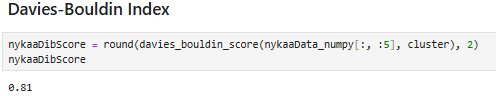 Davies-Bouldin Index
nykaaDibScore = round(davies_bouldin_score(nykaaData_numpy[:, :5], cluster), 2)
nykaaDibScore
0.81